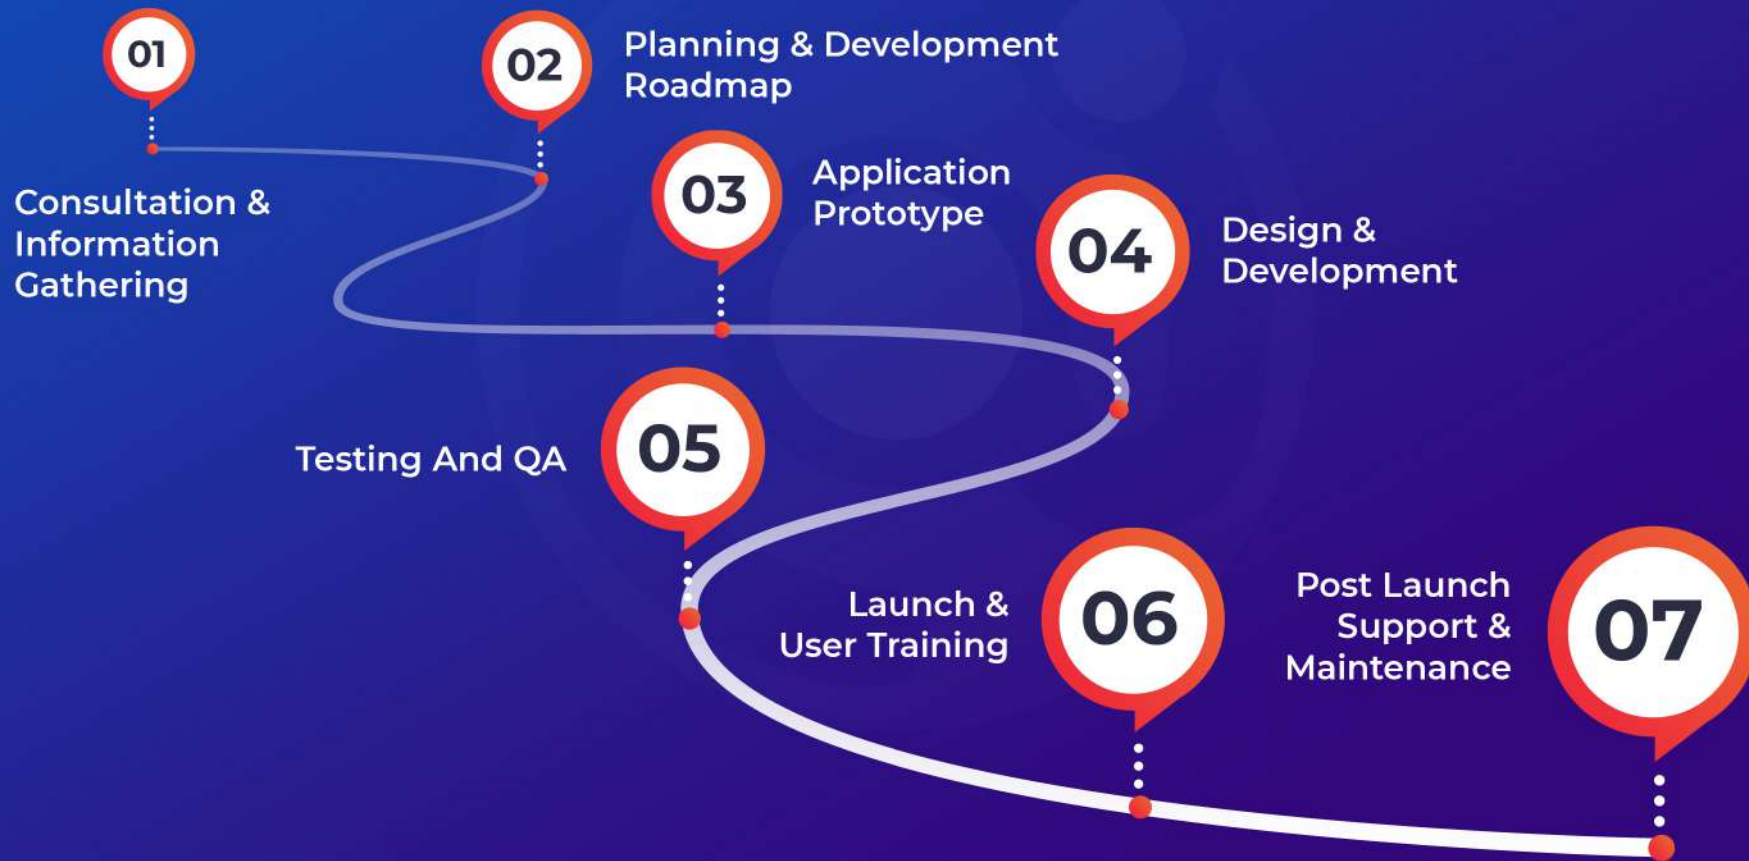 01
Consultation &
Information
Gathering
02
Planning & Development
Roadmap
03
Application
Prototype
04
Design &
Development
05
Testing And QA
06
Launch &
User Training
07
Post Launch
Support &
Maintenance